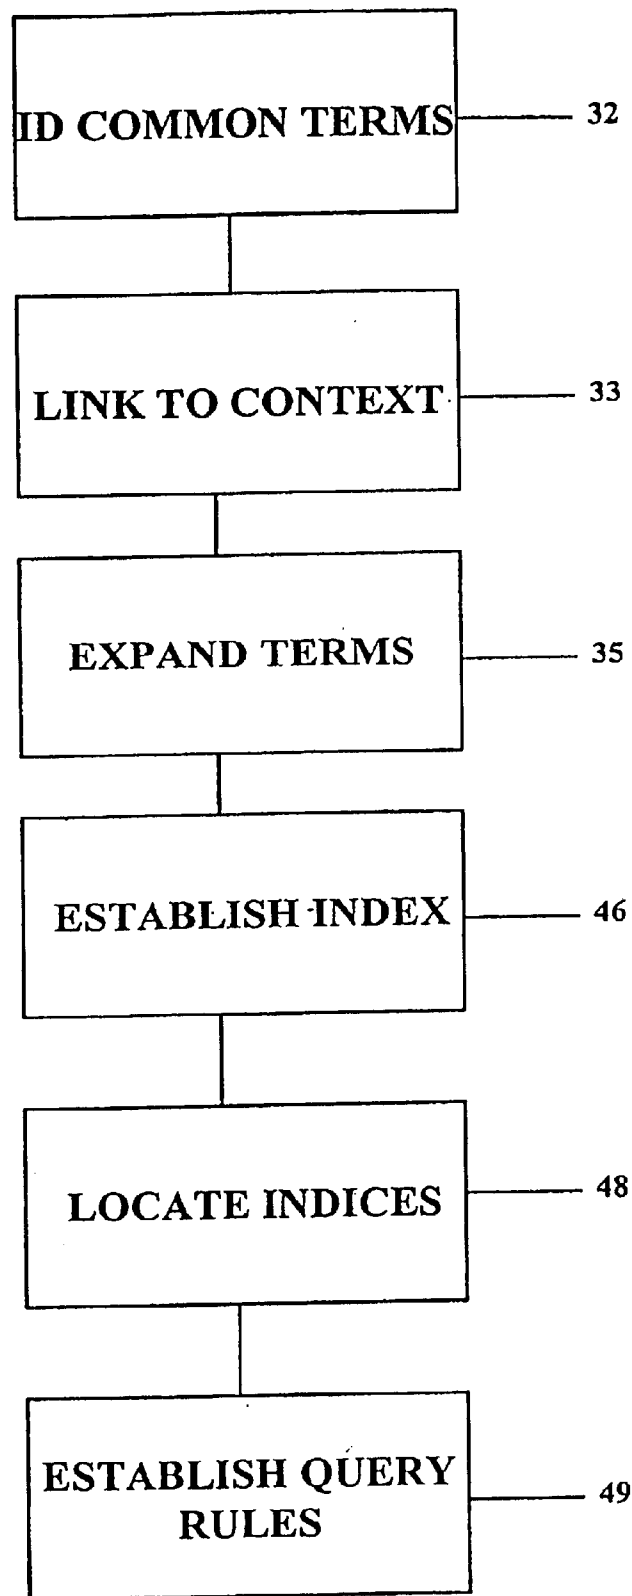 ID COMMON TERMS
32
LINK TO CONTEXT
33
EXPAND TERMS
35
ESTABLISH INDEX
46
LOCATE INDICES
48
ESTABLISH QUERY
RULES
49